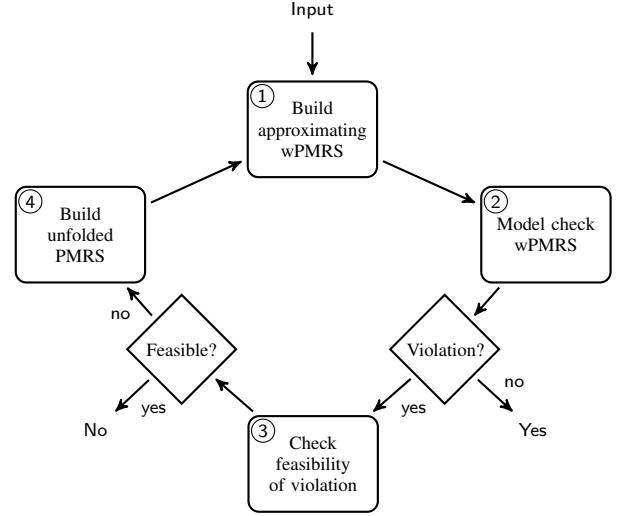 Input
1
Build
approximating
wPMRS
2
Model check
wPMRS
4
Build
unfolded
PMRS
no
Feasible?
yes
No
Violation?
no
yes
Yes
3
Check
feasibility
of violation